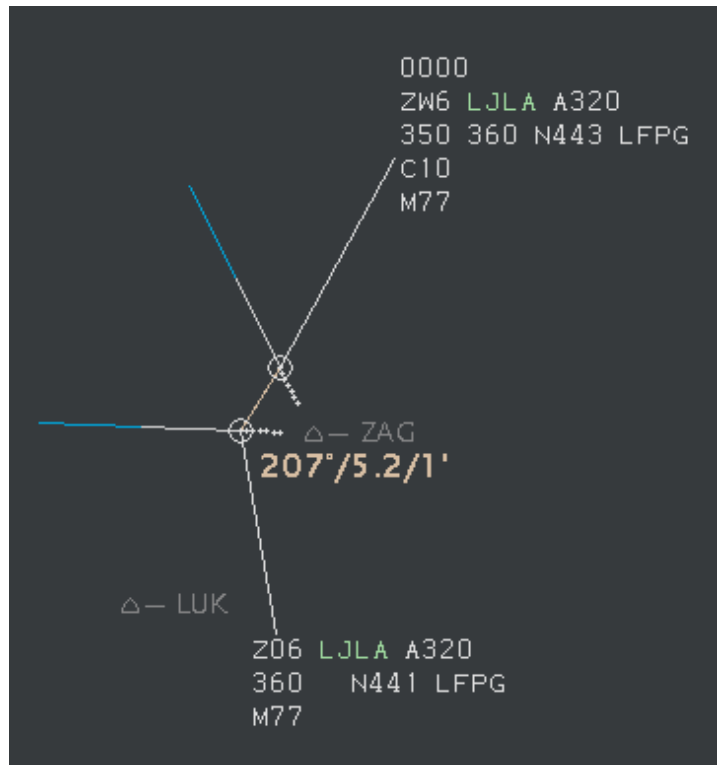 0000
ZW6 LJLA A320
350 360 N443 LFPG
C10
M77
ZAG
207°/5.2/1'
LUK
Z06 LJLA A320
360 N441 LFPG
M77